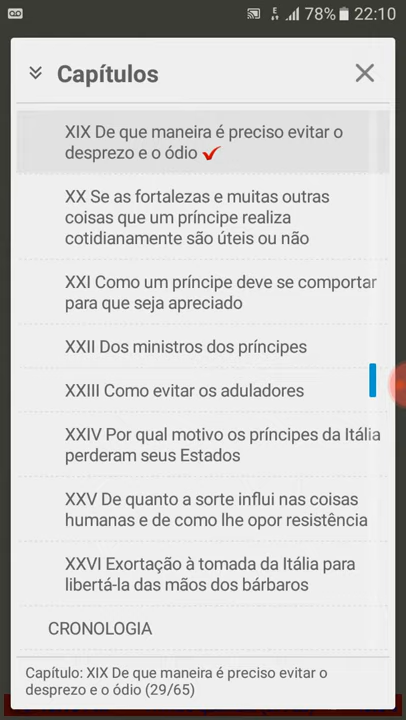 78% 22:10
Capítulos
XIX De que maneira é preciso evitar o
desprezo e o ódio
XX Se as fortalezas e muitas outras
coisas que um príncipe realiza
cotidianamente são úteis ou não
XXI Como um príncipe deve se comportar
para que seja apreciado
XXII Dos ministros dos príncipes
XXIII Como evitar os aduladores
XXIV Por qual motivo os príncipes da Itália
perderam seus Estados
XXV De quanto a sorte influi nas coisas
humanas e de como lhe opor resistência
XXVI Exortação à tomada da Itália para
libertá-la das mãos dos bárbaros
CRONOLOGIA
Capítulo: XIX De que maneira é preciso evitar o
desprezo e o ódio (29/65)